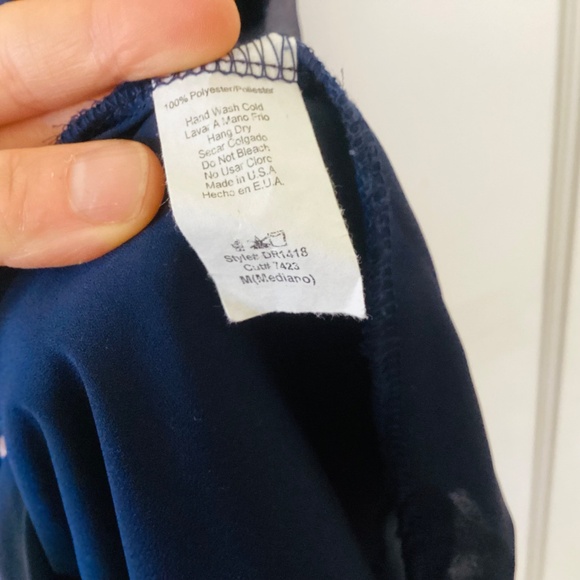 100% Polyester/Poliester
Hand Wash Cold
Lavar A Mano Frio
Hang Dry
Secar Colgado
Do Not Bleach
No Usar Cloro
Made in U.S.A
Hecho en E.U.A.
Style# DR1418
Cut# 7423
M(Mediano)